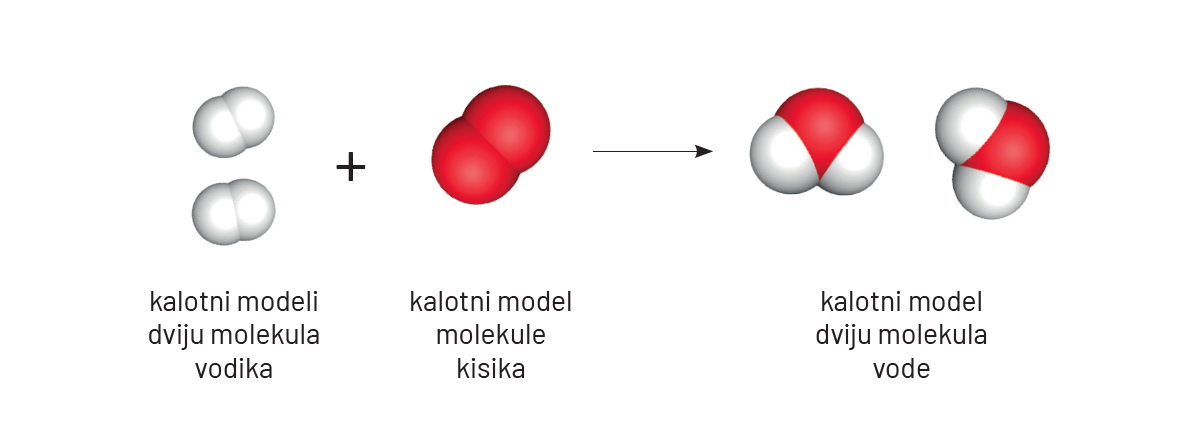 +
kalotni modeli
dviju molekula
vodika
kalotni model
molekule
kisika
kalotni model
dviju molekula
vode